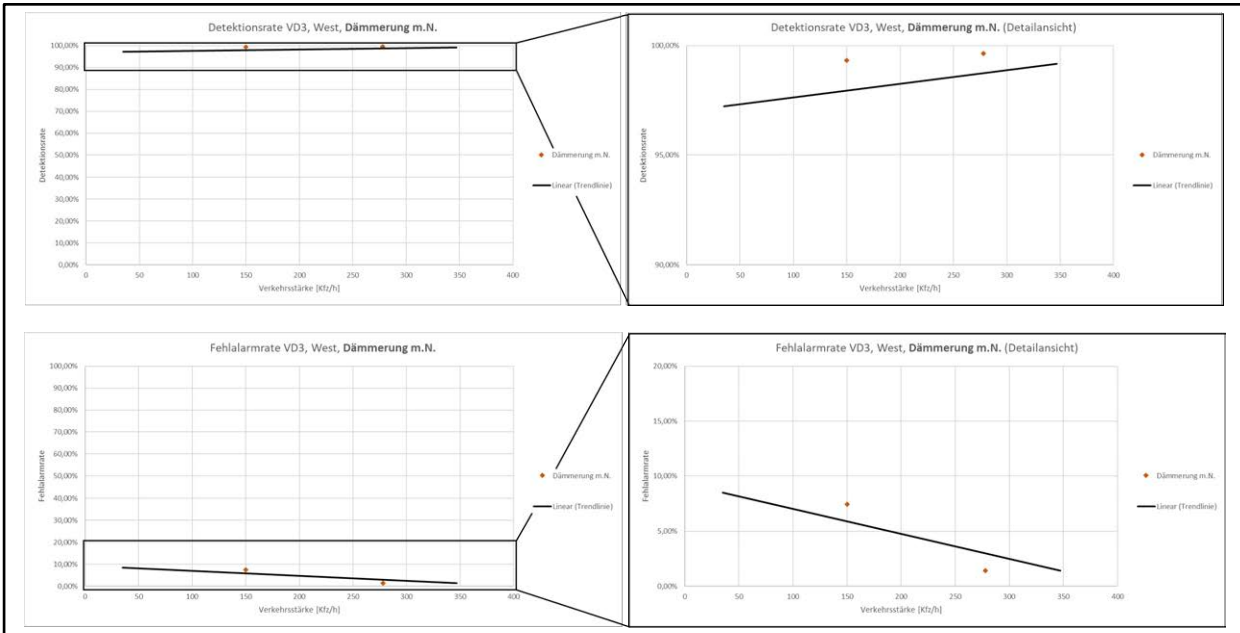 Detektionsrate VD3, West, Dämmerung m.N.
100,00%
90,00%
80,00%
70,00%
60,00%
50,00%
40,00%
30,00%
20,00%
10,00%
0,00%
Detektionsrate
0 50 100 150 200 250 300 350 400
Verkehrsstärke [Kfz/h]
Dämmerung m.N.
Linear (Trendlinie)
Detektionsrate VD3, West, Dämmerung m.N. (Detailansicht)
100,00%
95,00%
90,00%
Detektionsrate
0 50 100 150 200 250 300 350 400
Verkehrsstärke [Kfz/h]
Dämmerung m.N.
Linear (Trendlinie)
Fehlalarmrate VD3, West, Dämmerung m.N.
100,00%
90,00%
80,00%
70,00%
60,00%
50,00%
40,00%
30,00%
20,00%
10,00%
0,00%
Fehlalarmrate
0 50 100 150 200 250 300 350 400
Verkehrsstärke [Kfz/h]
Dämmerung m.N.
Linear (Trendlinie)
Fehlalarmrate VD3, West, Dämmerung m.N. (Detailansicht)
20,00%
15,00%
10,00%
5,00%
0,00%
Fehlalarmrate
0 50 100 150 200 250 300 350 400
Verkehrsstärke [Kfz/h]
Dämmerung m.N.
Linear (Trendlinie)